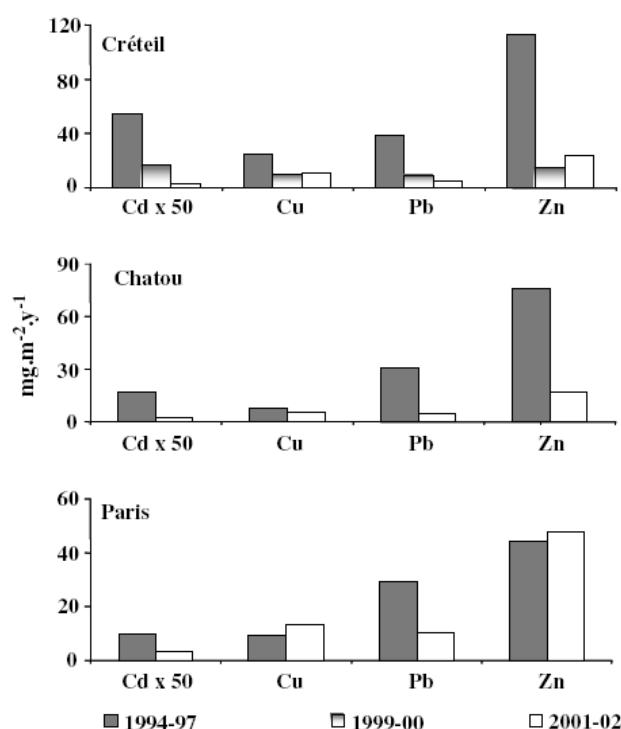 120
Créteil
80
40
0
Cd x 50 Cu Pb Zn
90
Chatou
60
30
0
Cd x 50 Cu Pb Zn
mg.m-2.y-1
60
Paris
40
20
0
Cd x 50 Cu Pb Zn
1994-97 1999-00 2001-02